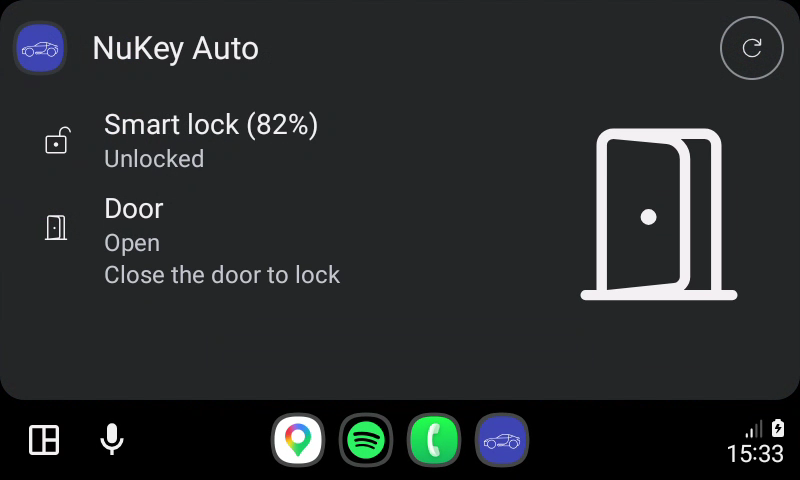 NuKey Auto
Smart lock (82%)
Unlocked
Door
Open
Close the door to lock
15:33